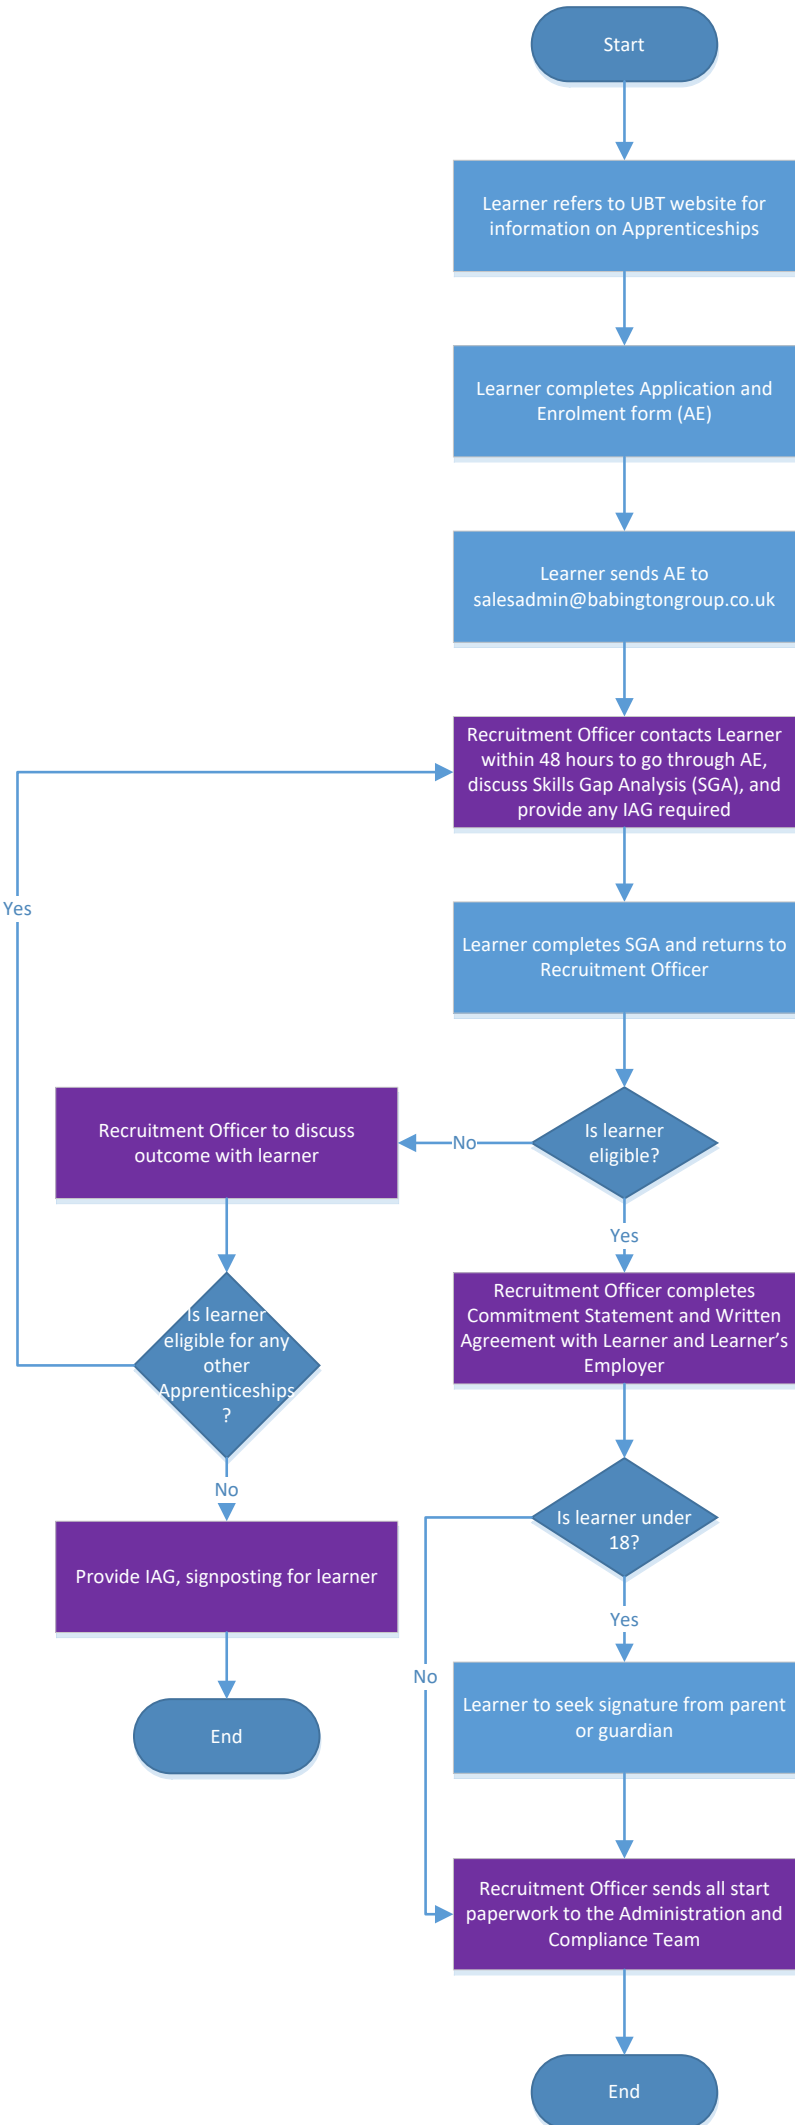 Start
Learner refers to UBT website for
information on Apprenticeships
Learner completes Application and
Enrolment form (AE)
Learner sends AE to
salesadmin@babingtongroup.co.uk
Recruitment Officer contacts Learner
within 48 hours to go through AE,
discuss Skills Gap Analysis (SGA), and
provide any IAG required
Yes
Learner completes SGA and returns to
Recruitment Officer
Is learner
eligible?
No
Recruitment Officer to discuss
outcome with learner
Yes
Is learner
eligible for any
other
Apprenticeships
?
Recruitment Officer completes
Commitment Statement and Written
Agreement with Learner and Learner's
Employer
No
Is learner under
18?
Provide IAG, signposting for learner
Yes
No
Learner to seek signature from parent
or guardian
End
Recruitment Officer sends all start
paperwork to the Administration and
Compliance Team
End